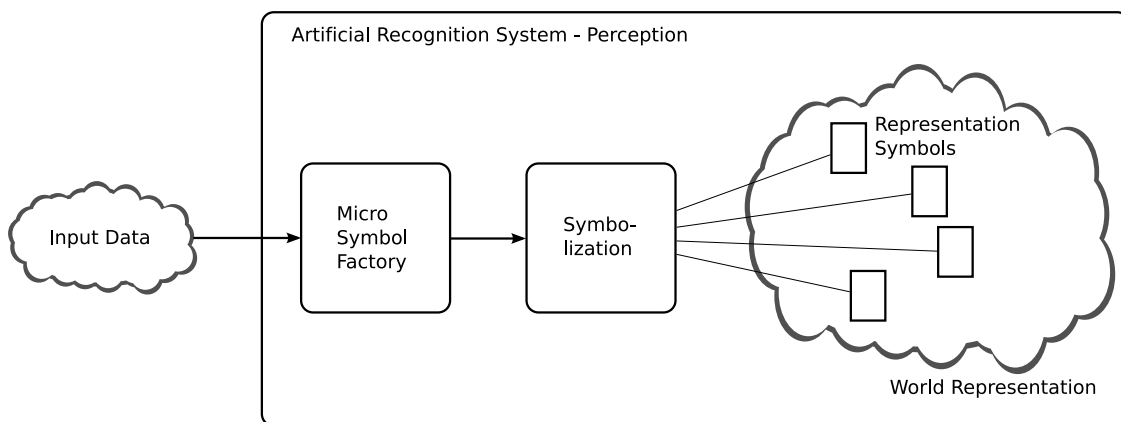 Artificial Recognition System - Perception
Input Data
Micro
Symbol
Factory
Symbo-
lization
Representation
Symbols
World Representation